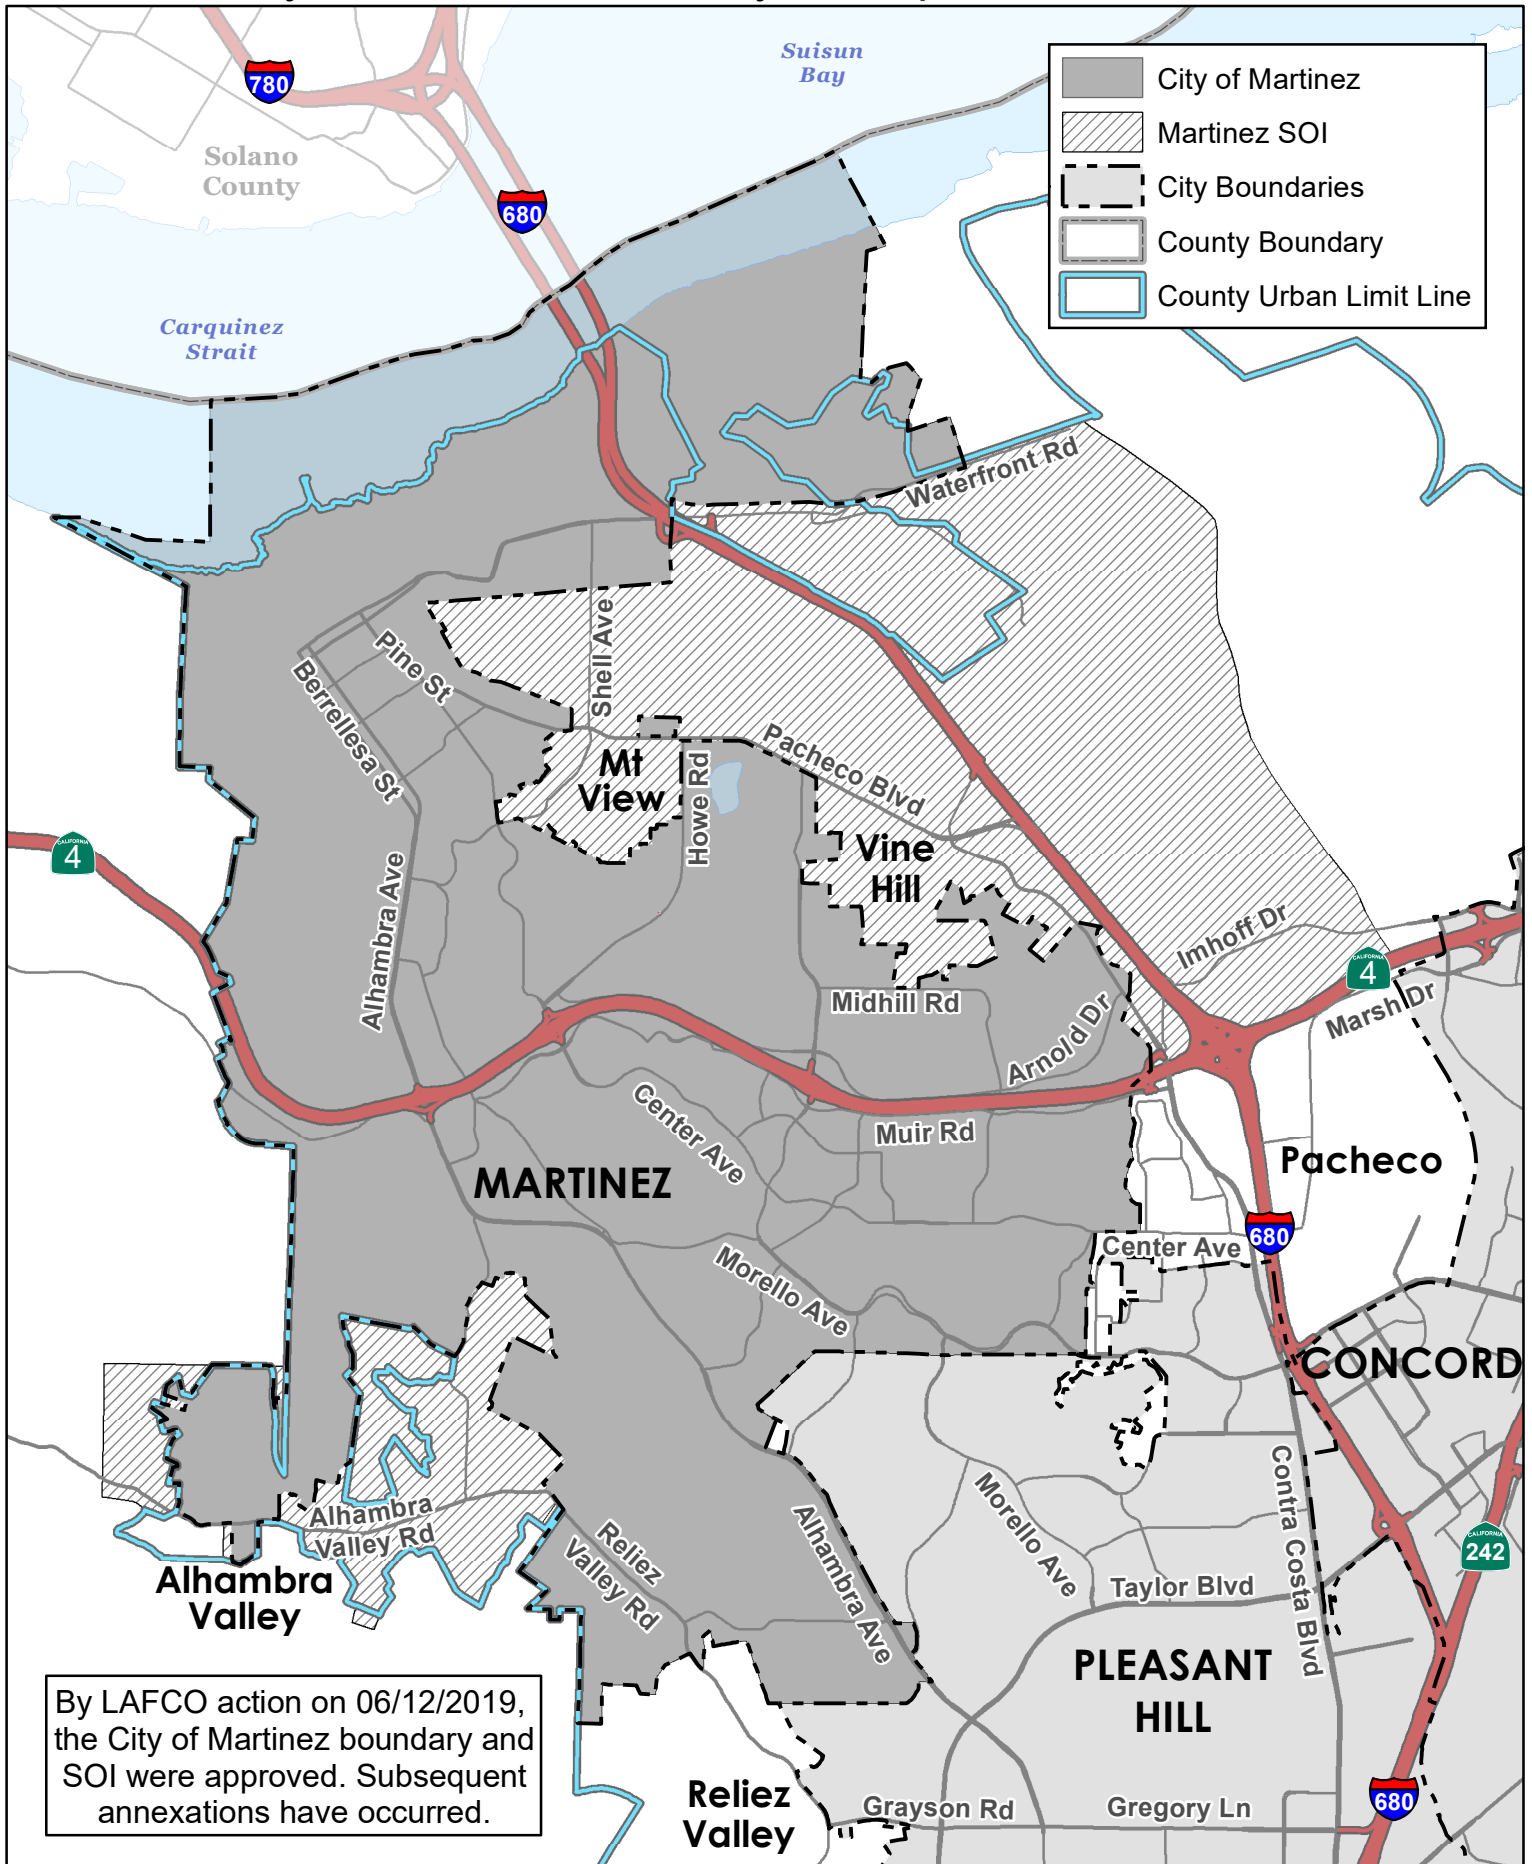 Suisun
Bay
780
Solano
County
680
Carquinez
Strait
City of Martinez
Martinez SOI
City Boundaries
County Boundary
County Urban Limit Line
Waterfront Rd
Shell Ave
Pine St
Berrellesa St
Mt
View
Howe Rd
Pacheco Blvd
Vine
Hill
CALIFORNIA
4
Alhambra Ave
Imhoff Dr
CALIFORNIA
4
Marsh Dr
Midhill Rd
Arnold Dr
Center Ave
Muir Rd
MARTINEZ
Pacheco
680
Center Ave
Morello Ave
CONCORD
Alhambra
Valley Rd
Reliez
Valley Rd
Alhambra Ave
Morello Ave
Contra Costa Blvd
CALIFORNIA
242
Taylor Blvd
Alhambra
Valley
PLEASANT
HILL
By LAFCO action on 06/12/2019,
the City of Martinez boundary and
SOI were approved. Subsequent
annexations have occurred.
Reliez
Valley
Grayson Rd
Gregory Ln
680